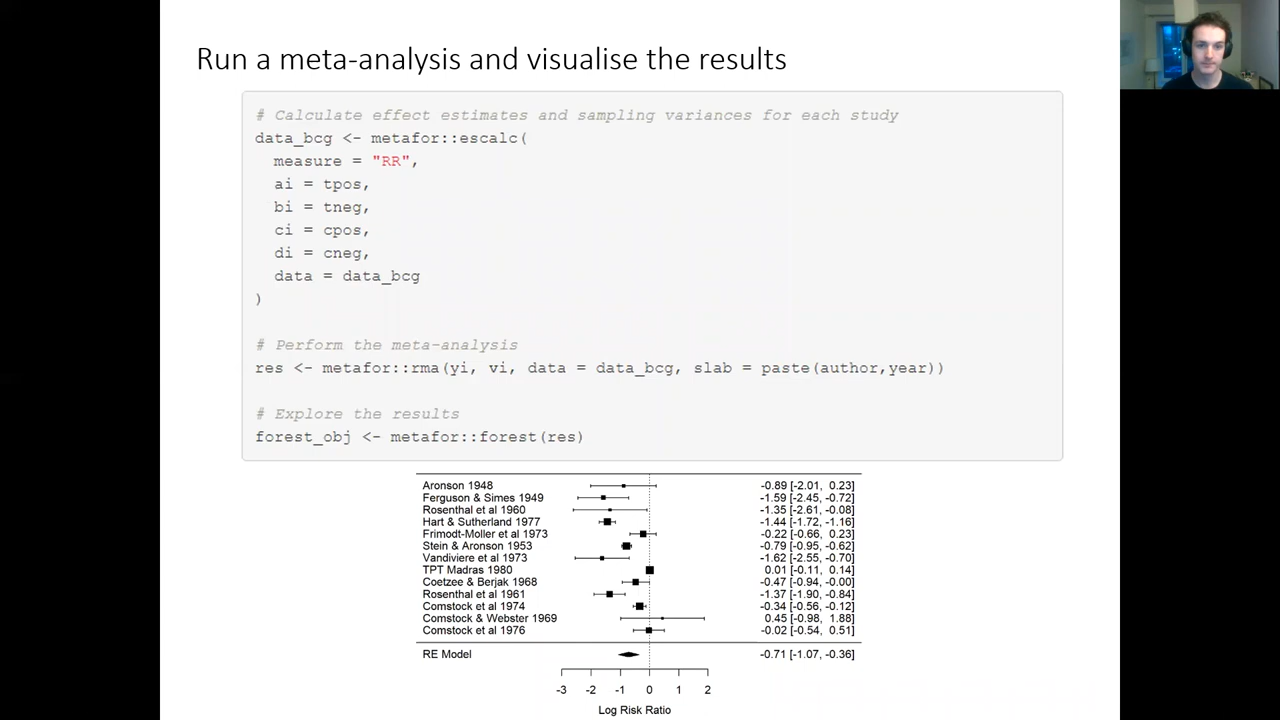 Run a meta-analysis and visualise the results
# Calculate effect estimates and sampling variances for each study
data_bcg <- metafor::escalc(
measure = "RR",
ai = tpos,
bi = tneg,
ci = cpos,
di = cneg,
data = data_bcg
)
# Perform the meta-analysis
res <- metafor::rma(yi, vi, data = data_bcg, slab = paste(author,year))
# Explore the results
forest_obj <- metafor::forest(res)
Aronson 1948 -0.89 [-2.01, 0.23]
Ferguson & Simes 1949 -1.59 [-2.45, -0.72]
Rosenthal et al 1960 -1.35 [-2.61, -0.08]
Hart & Sutherland 1977 -1.44 [-1.72, -1.16]
Frimodt-Moller et al 1973 -0.22 [-0.66, 0.23]
Stein & Aronson 1953 -0.79 [-0.95, -0.62]
Vandiviere et al 1973 -1.62 [-2.55, -0.70]
TPT Madras 1980 0.01 [-0.11, 0.14]
Coetzee & Berjak 1968 -0.47 [-0.94, -0.00]
Rosenthal et al 1961 -1.37 [-1.90, -0.84]
Comstock et al 1974 -0.34 [-0.56, -0.12]
Comstock & Webster 1969 0.45 [-0.98, 1.88]
Comstock et al 1976 -0.02 [-0.54, 0.51]
RE Model -0.71 [-1.07, -0.36]
-3 -2 -1 0 1 2
Log Risk Ratio